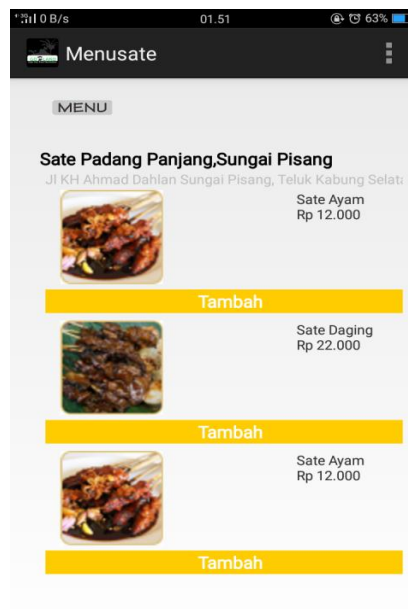 0 B/s 01.51 63%
Menusate
MENU
Sate Padang Panjang,Sungai Pisang
Jl KH Ahmad Dahlan Sungai Pisang, Teluk Kabung Selata
Sate Ayam
Rp 12.000
Tambah
Sate Daging
Rp 22.000
Tambah
Sate Ayam
Rp 12.000
Tambah